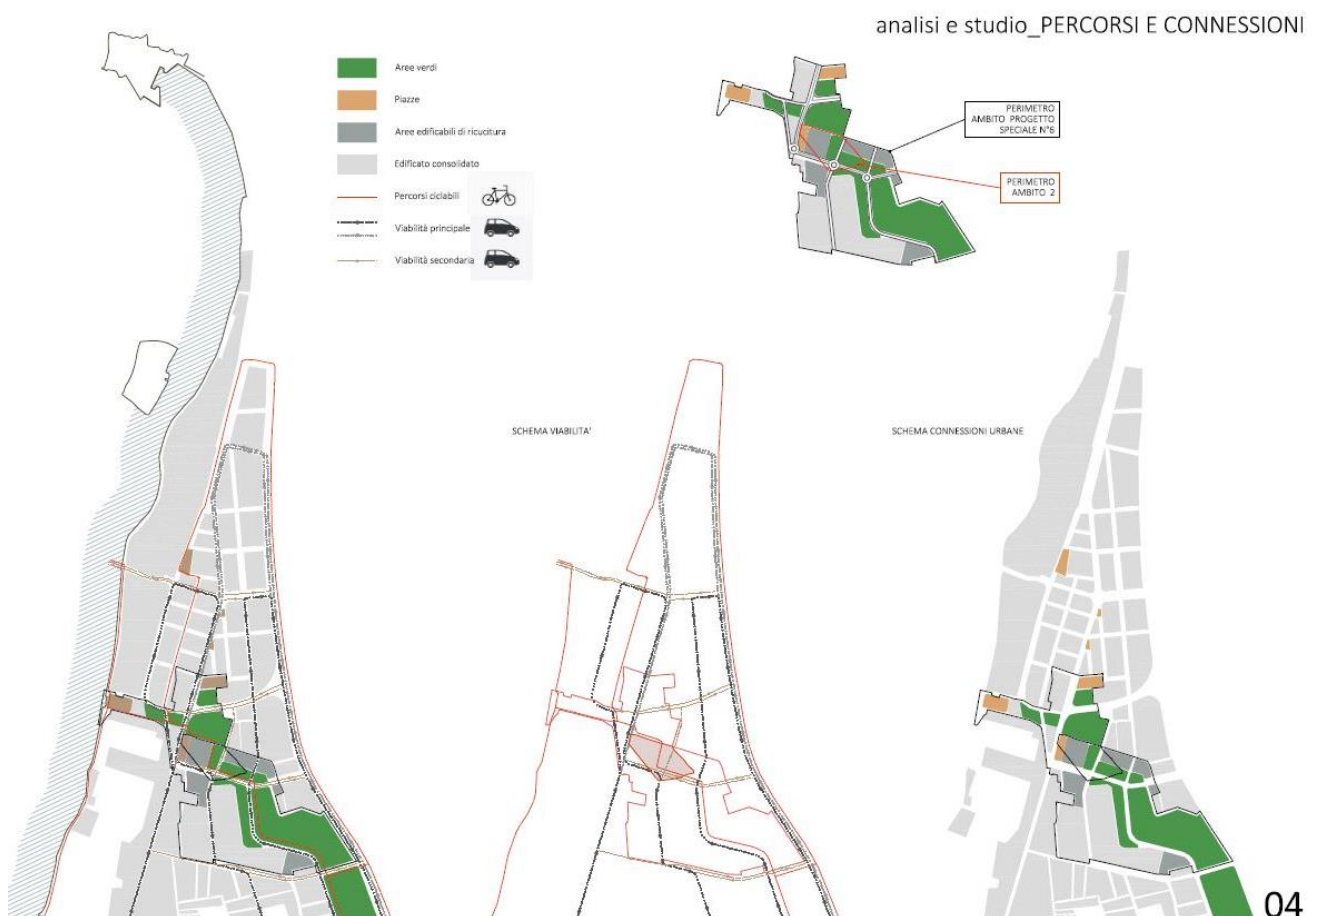 analisi e studio_PERCORSI E CONNESSIONI
Aree verdi
Piazze
Aree edificabili di ricucitura
Edificato consolidato
Percorsi ciclabili
Viabilità principale
Viabilità secondaria
PERIMETRO
AMBITO PROGETTO
SPECIALE N°6
PERIMETRO
AMBITO 2
SCHEMA VIABILITA'
SCHEMA CONNESSIONI URBANE
04